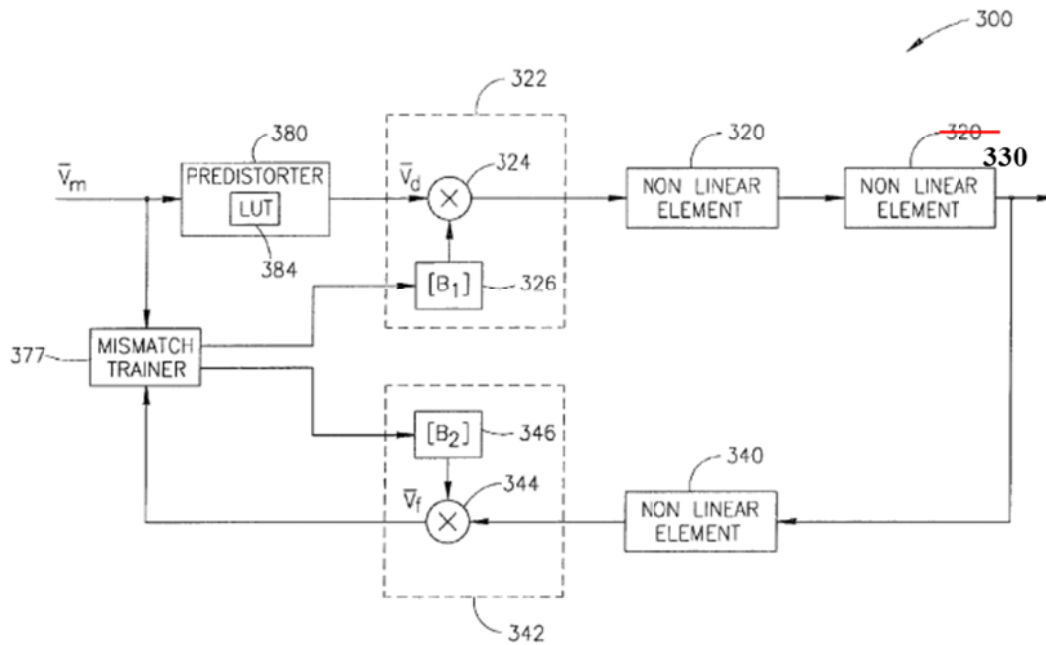 300
322
380
PREDISTORTER
LUT
384
V̅m
V̅d
324
[B₁]
326
320
NON LINEAR
ELEMENT
320
330
NON LINEAR
ELEMENT
377
MISMATCH
TRAINER
[B₂]
346
V̅f
344
340
NON LINEAR
ELEMENT
342